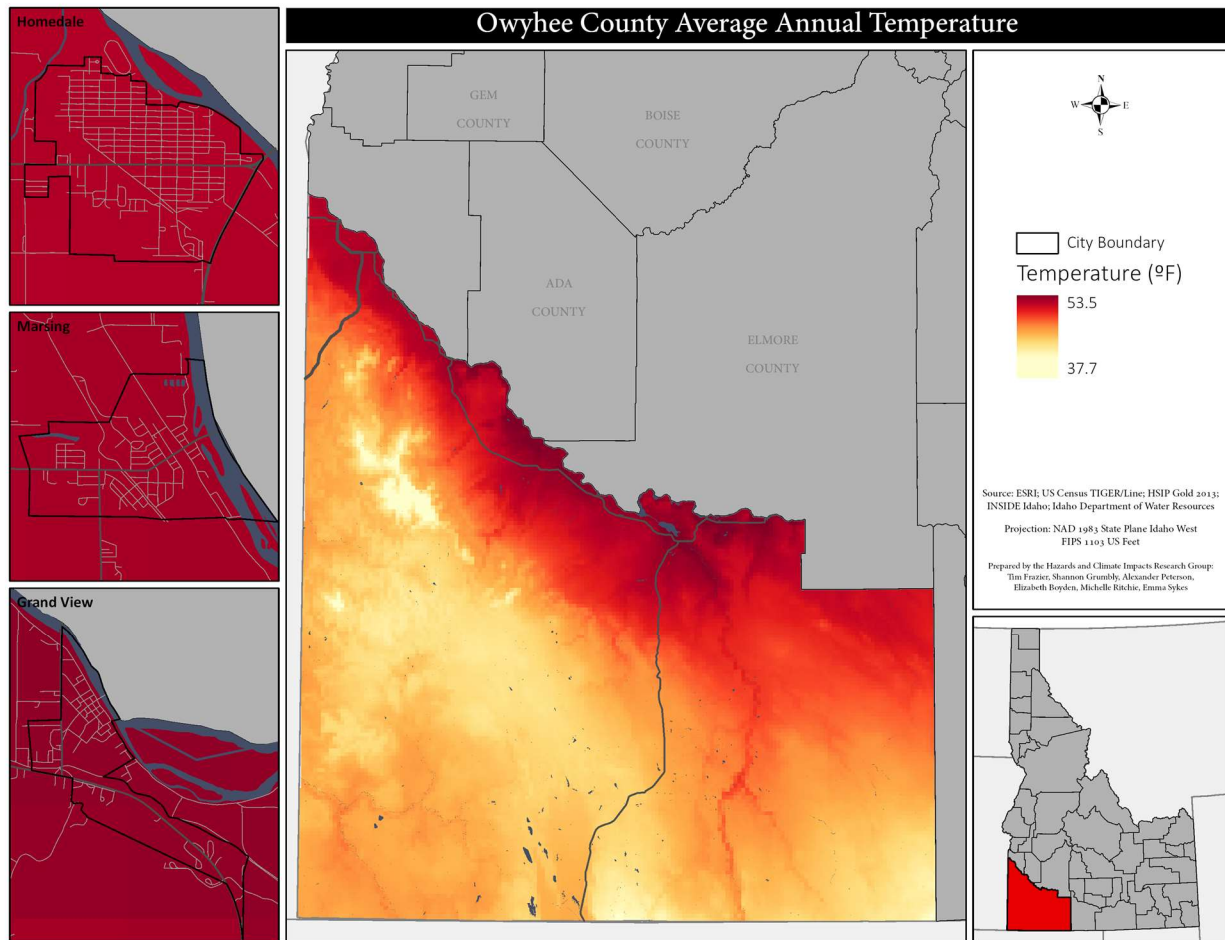 Owyhee County Average Annual Temperature
Homedale
Marsing
Grand View
GEM
COUNTY
BOISE
COUNTY
ADA
COUNTY
ELMORE
COUNTY
N
W E
S
City Boundary
Temperature (ºF)
53.5
37.7
Source: ESRI; US Census TIGER/Line; HSIP Gold 2013;
INSIDE Idaho; Idaho Department of Water Resources
Projection: NAD 1983 State Plane Idaho West
FIPS 1103 US Feet
Prepared by the Hazards and Climate Impacts Research Group:
Tim Frazier, Shannon Grumbly, Alexander Peterson,
Elizabeth Boyden, Michelle Ritchie, Emma Sykes